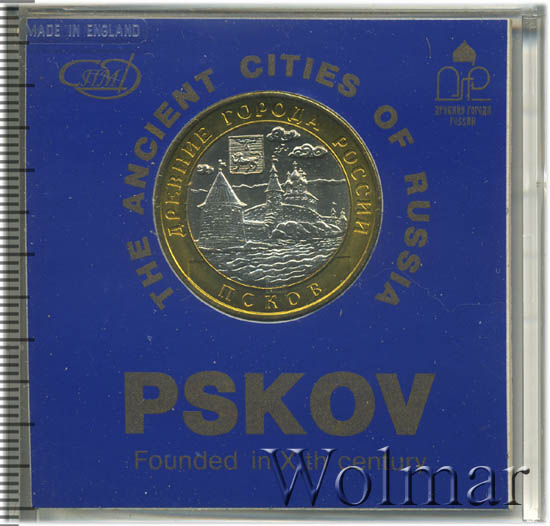 MADE IN ENGLAND
СПМД
ДРЕВНИЕ ГОРОДА
РОССИИ
THE ANCIENT CITIES OF RUSSIA
ДРЕВНИЕ ГОРОДА РОССИИ
ПСКОВ
PSKOV
Founded in X th century
Wolmar